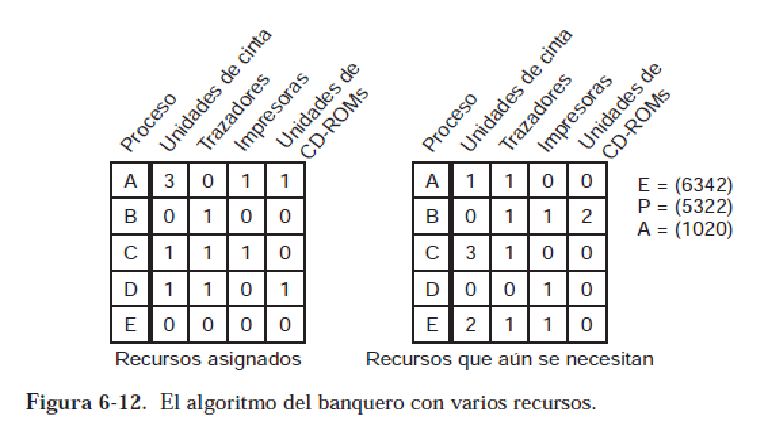 Proceso
Unidades de cinta
Trazadores
Impresoras
Unidades de
CD-ROMs
A 3 0 1 1
B 0 1 0 0
C 1 1 1 0
D 1 1 0 1
E 0 0 0 0
Recursos asignados
Proceso
Unidades de cinta
Trazadores
Impresoras
Unidades de
CD-ROMs
A 1 1 0 0
B 0 1 1 2
C 3 1 0 0
D 0 0 1 0
E 2 1 1 0
Recursos que aún se necesitan
E = (6342)
P = (5322)
A = (1020)
Figura 6-12. El algoritmo del banquero con varios recursos.